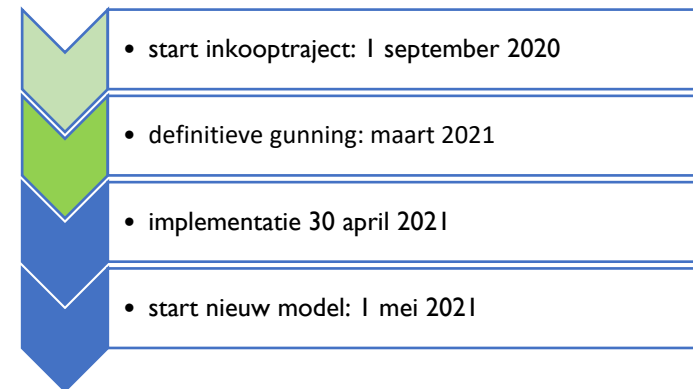 • start inkooptraject: 1 september 2020
• definitieve gunning: maart 2021
• implementatie 30 april 2021
• start nieuw model: 1 mei 2021